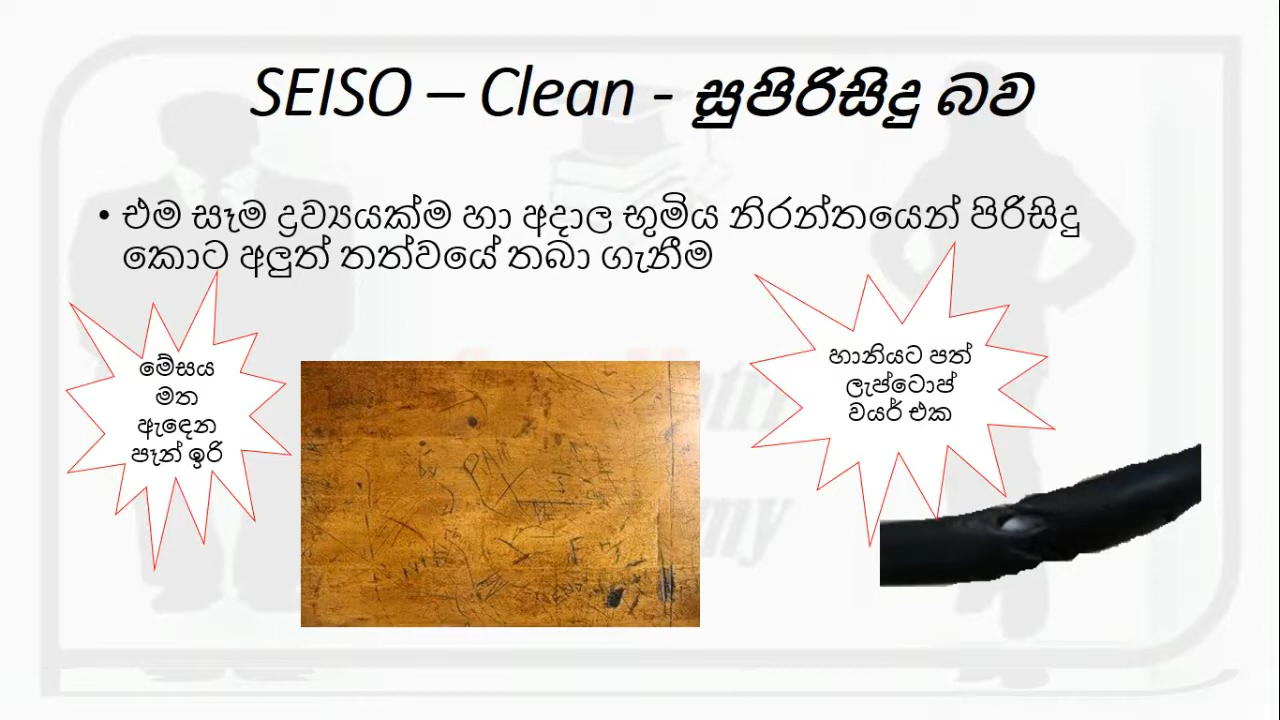 SEISO – Clean - සුපිරිසිදු බව
• එම සෑම ද්‍රව්‍යයක්ම හා අදාල භුමිය නිරන්තයෙන් පිරිසිදු
කොට අලුත් තත්වයේ තබා ගැනීම
මේසය
මත
ඇඳෙන
පෑන් ඉරි
හානියට පත්
ලැප්ටොප්
වයර් එක